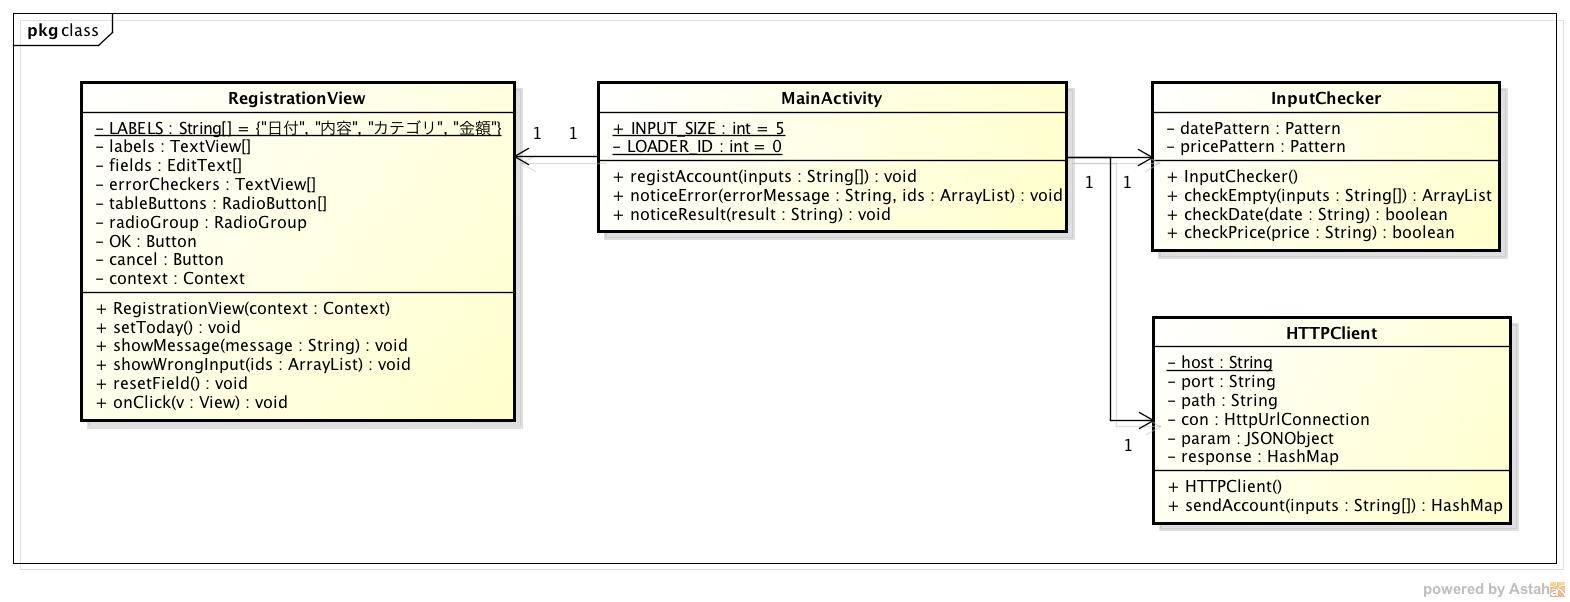 pkg class
RegistrationView
- LABELS : String[] = {"日付", "内容", "カテゴリ", "金額"}
- labels : TextView[]
- fields : EditText[]
- errorCheckers : TextView[]
- tableButtons : RadioButton[]
- radioGroup : RadioGroup
- OK : Button
- cancel : Button
- context : Context
+ RegistrationView(context : Context)
+ setToday() : void
+ showMessage(message : String) : void
+ showWrongInput(ids : ArrayList) : void
+ resetField() : void
+ onClick(v : View) : void
1 1
MainActivity
+ INPUT_SIZE : int = 5
- LOADER_ID : int = 0
+ registAccount(inputs : String[]) : void
+ noticeError(errorMessage : String, ids : ArrayList) : void
+ noticeResult(result : String) : void
1 1
InputChecker
- datePattern : Pattern
- pricePattern : Pattern
+ InputChecker()
+ checkEmpty(inputs : String[]) : ArrayList
+ checkDate(date : String) : boolean
+ checkPrice(price : String) : boolean
1
HTTPClient
- host : String
- port : String
- path : String
- con : HttpUrlConnection
- param : JSONObject
- response : HashMap
+ HTTPClient()
+ sendAccount(inputs : String[]) : HashMap
powered by Astah